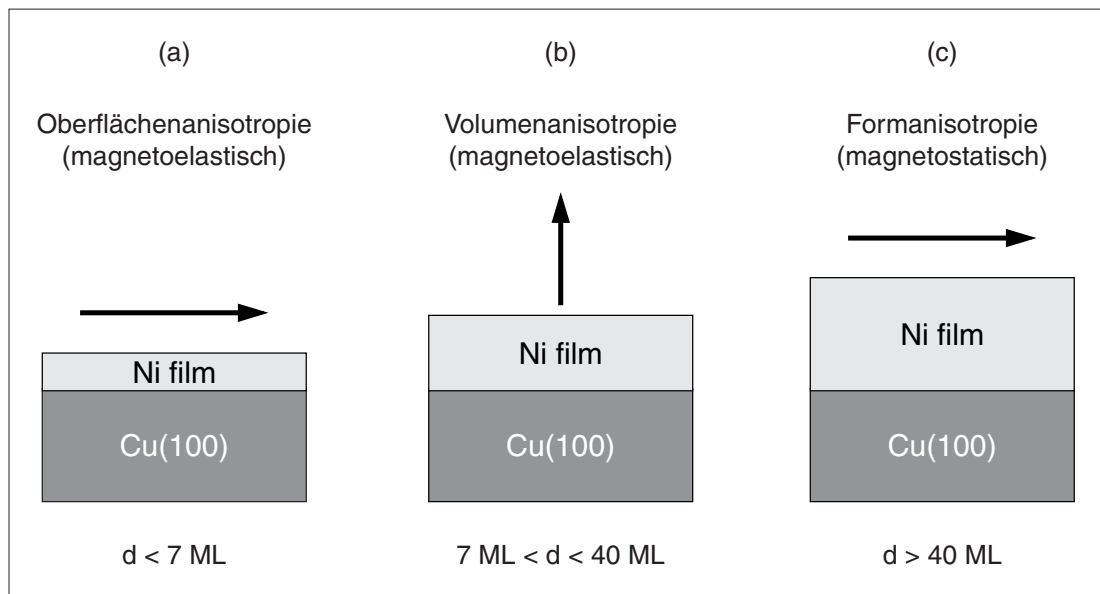 (a)
Oberflächenanisotropie
(magnetoelastisch)
Ni film
Cu(100)
d < 7 ML
(b)
Volumenanisotropie
(magnetoelastisch)
Ni film
Cu(100)
7 ML < d < 40 ML
(c)
Formanisotropie
(magnetostatisch)
Ni film
Cu(100)
d > 40 ML